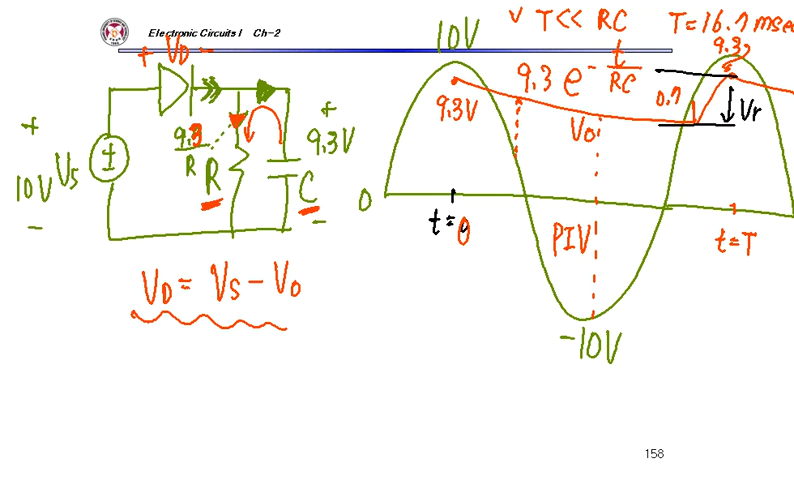 Electronic Circuits I Ch-2
+ VD -
10V
√ T << RC
T=16.7 msec
9.3
9.3 e^-t/RC
9.3V
0.7
Vr
Vo
+
10V
-
Vs
+
-
9.3/R
R
C
+
9.3V
-
0
t=0
PIV
t=T
-10V
VD = Vs - Vo
158